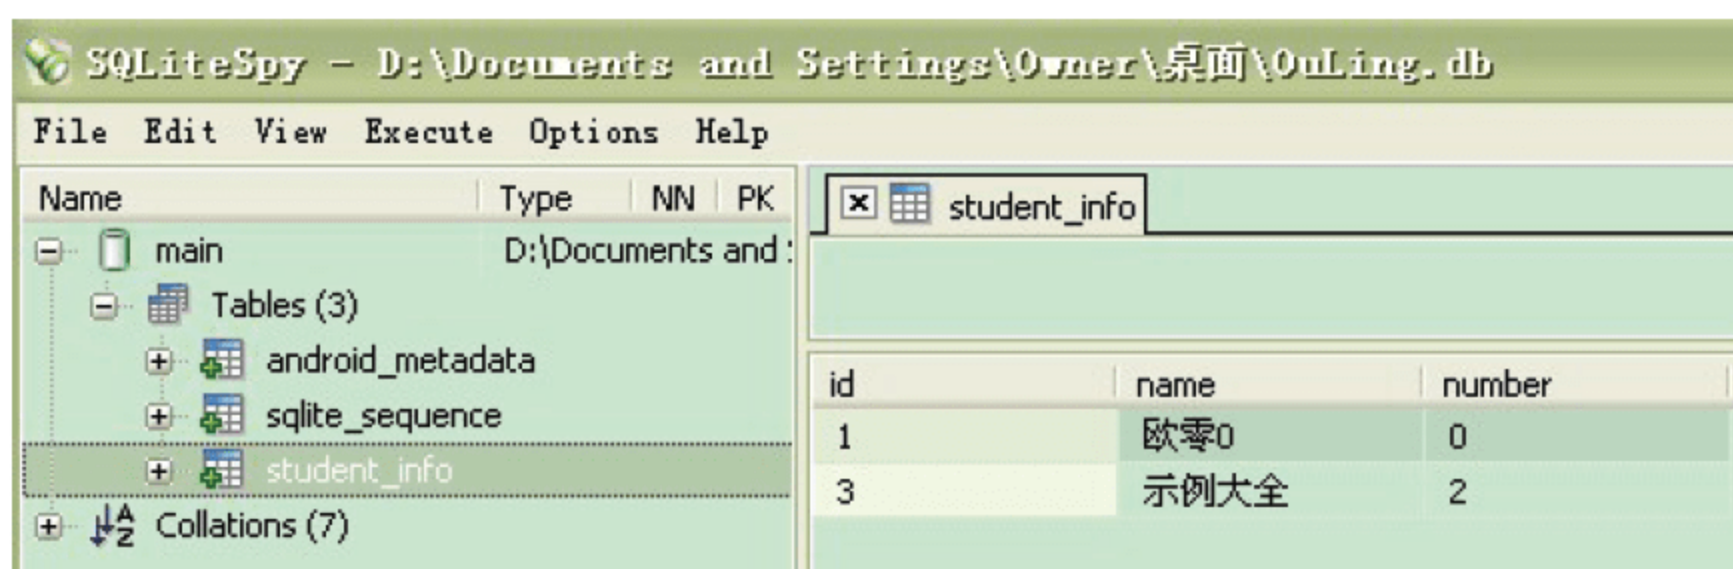 SQLiteSpy - D:\Documents and Settings\Owner\桌面\OuLing.db
File Edit View Execute Options Help
Name Type NN PK
main D:\Documents and
Tables (3)
android_metadata
sqlite_sequence
student_info
Collations (7)
student_info
id name number
1 欧零0 0
3 示例大全 2